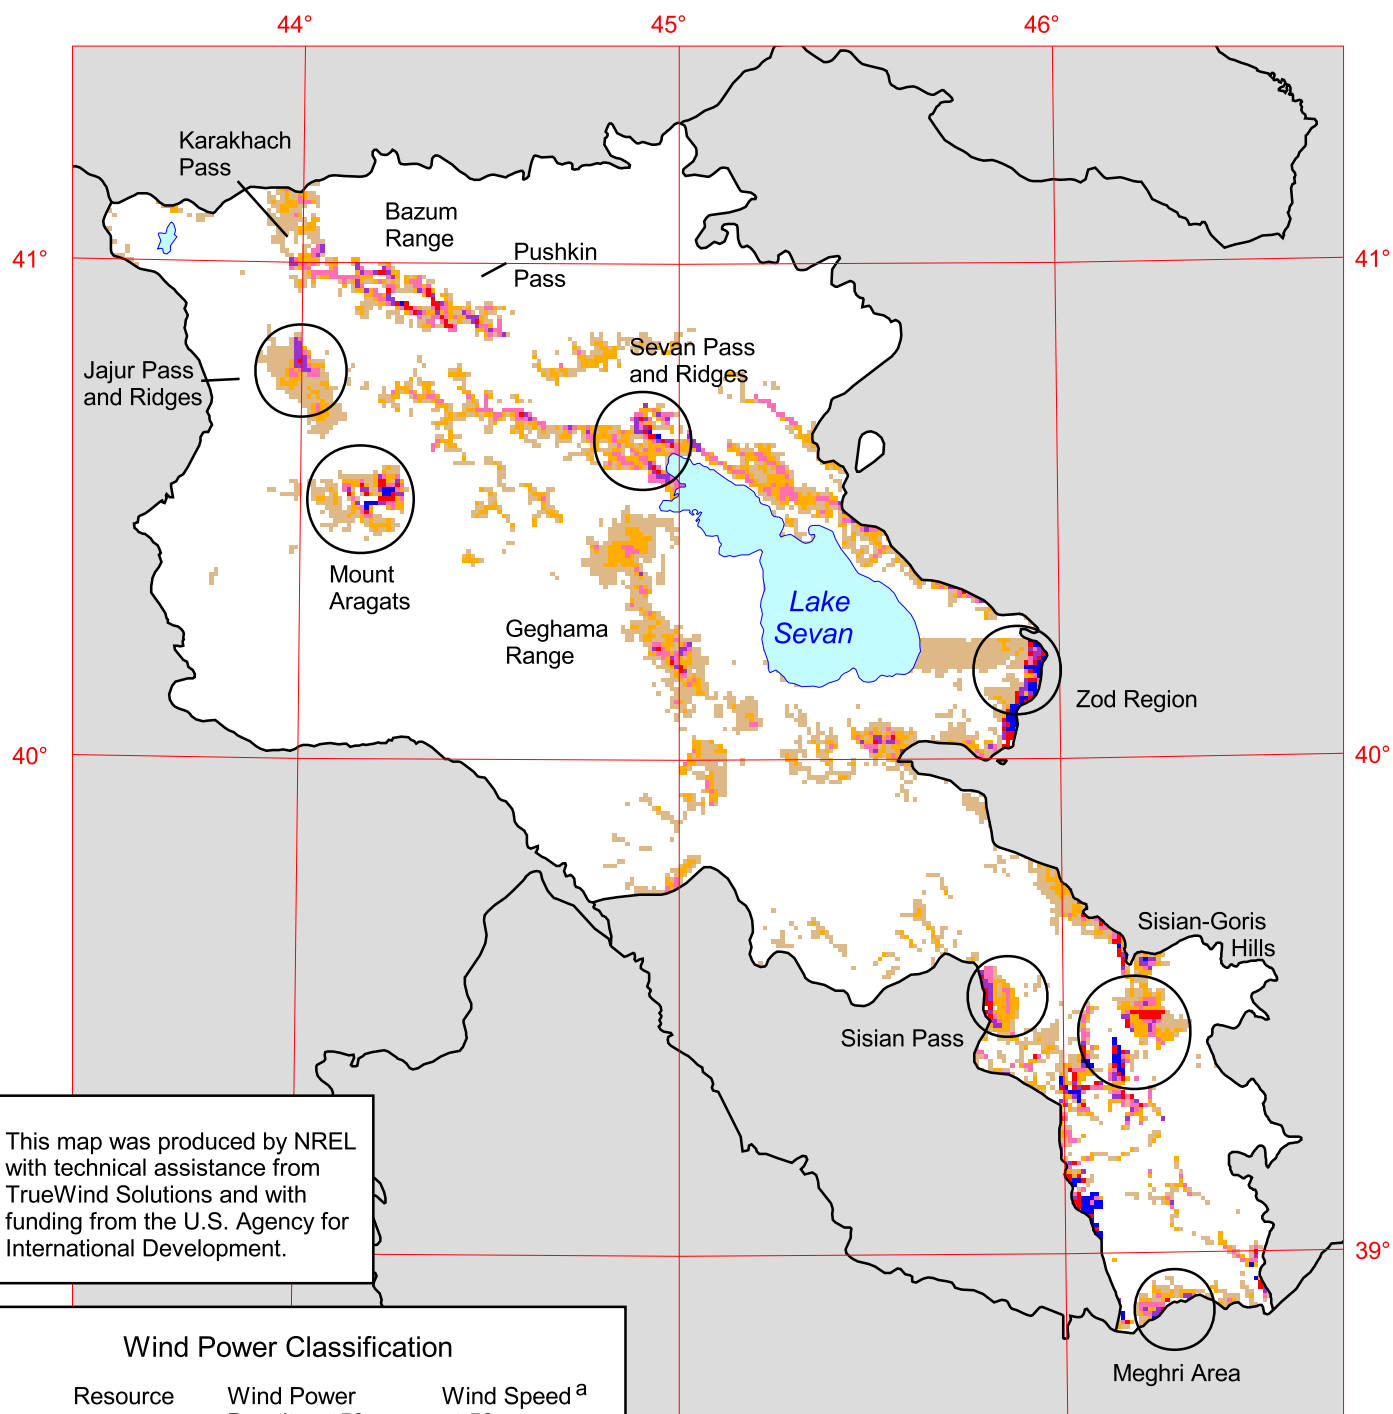 44°
45°
46°
Karakhach
Pass
Bazum
Range
Pushkin
Pass
41°
41°
Sevan Pass
and Ridges
Jajur Pass
and Ridges
Mount
Aragats
Lake
Sevan
Geghama
Range
Zod Region
40°
40°
Sisian-Goris
Hills
Sisian Pass
This map was produced by NREL
with technical assistance from
TrueWind Solutions and with
funding from the U.S. Agency for
International Development.
39°
Meghri Area
Wind Power Classification
Resource
Wind Power
Wind Speed a